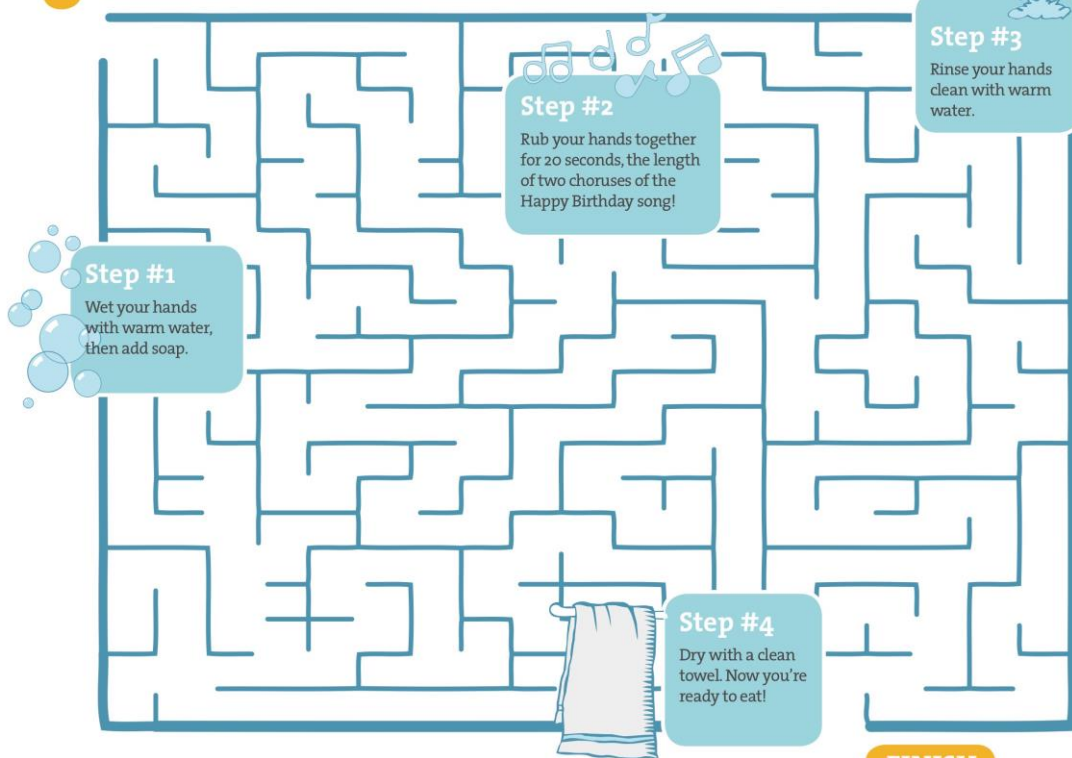 Step #3
Rinse your hands
clean with warm
water.
Step #2
Rub your hands together
for 20 seconds, the length
of two choruses of the
Happy Birthday song!
Step #1
Wet your hands
with warm water,
then add soap.
Step #4
Dry with a clean
towel. Now you're
ready to eat!
FINISH